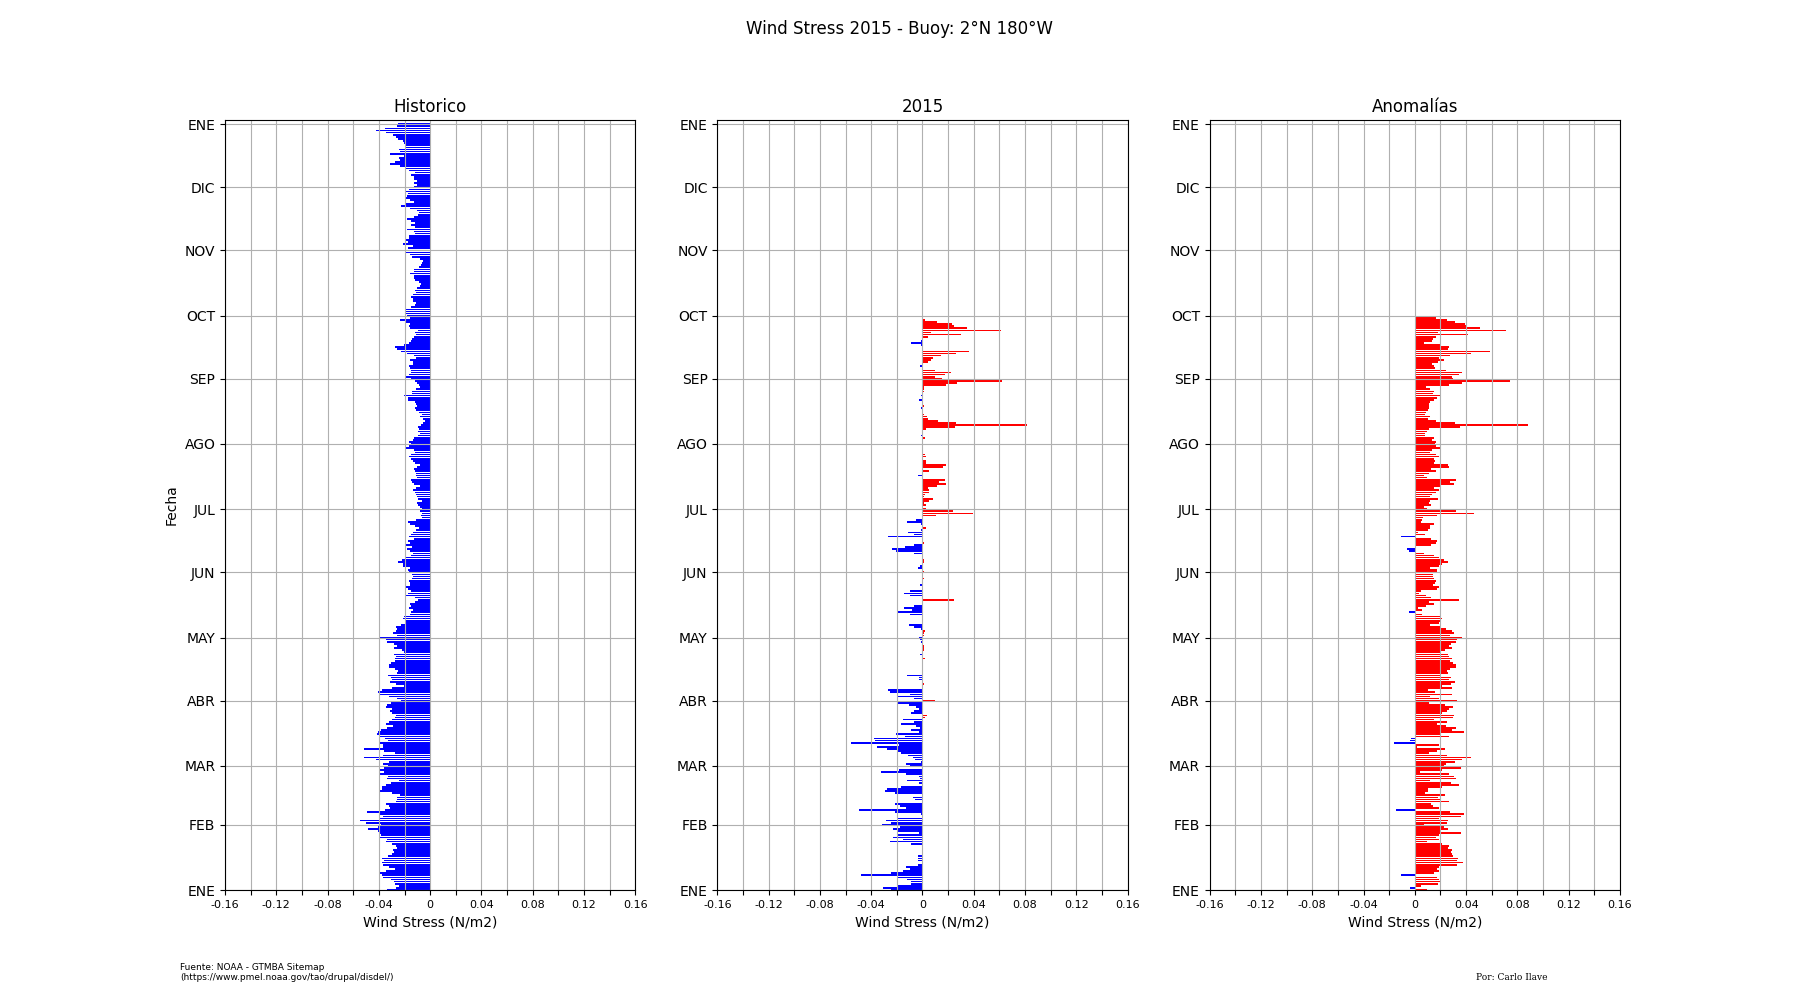 Wind Stress 2015 - Buoy: 2°N 180°W
Historico
2015
Anomalías
ENE
DIC
NOV
OCT
SEP
AGO
JUL
JUN
MAY
ABR
MAR
FEB
ENE
Fecha
-0.16 -0.12 -0.08 -0.04 0 0.04 0.08 0.12 0.16
Wind Stress (N/m2)
ENE
DIC
NOV
OCT
SEP
AGO
JUL
JUN
MAY
ABR
MAR
FEB
ENE
-0.16 -0.12 -0.08 -0.04 0 0.04 0.08 0.12 0.16
Wind Stress (N/m2)
ENE
DIC
NOV
OCT
SEP
AGO
JUL
JUN
MAY
ABR
MAR
FEB
ENE
-0.16 -0.12 -0.08 -0.04 0 0.04 0.08 0.12 0.16
Wind Stress (N/m2)
Fuente: NOAA - GTMBA Sitemap
(https://www.pmel.noaa.gov/tao/drupal/disdel/)
Por: Carlo Ilave